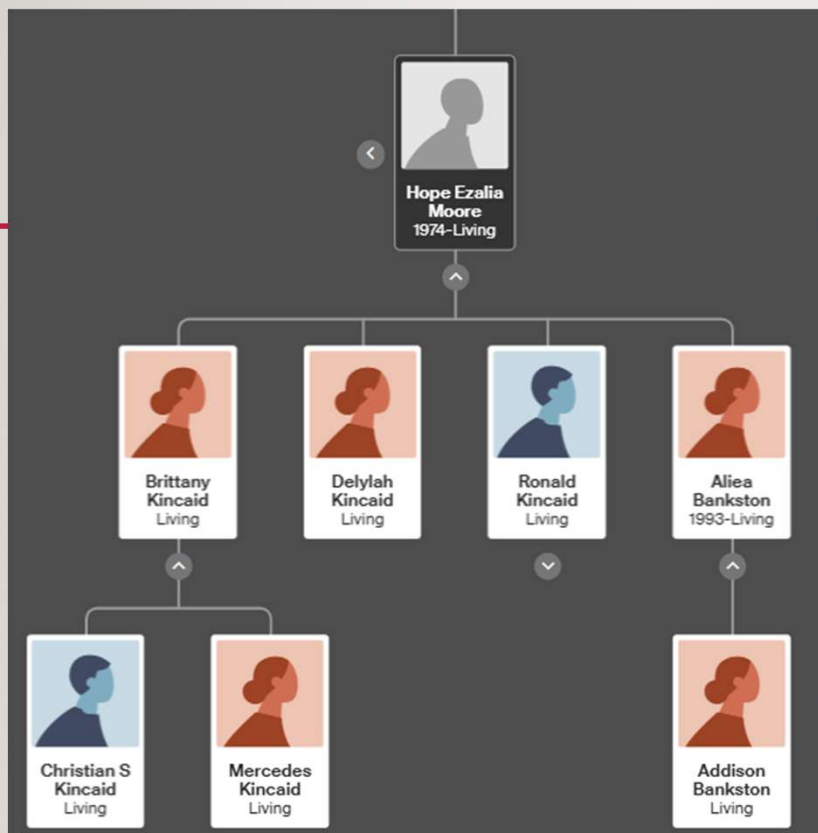 Hope Ezalia
Moore
1974-Living
Brittany
Kincaid
Living
Delylah
Kincaid
Living
Ronald
Kincaid
Living
Aliea
Bankston
1993-Living
Christian S
Kincaid
Living
Mercedes
Kincaid
Living
Addison
Bankston
Living